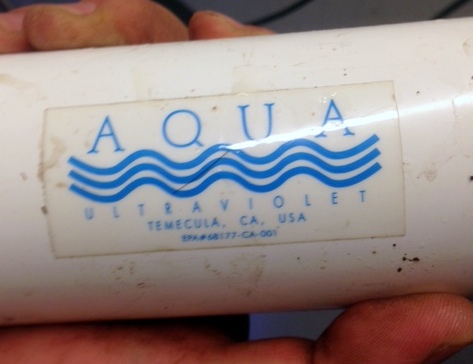 AQUA
ULTRAVIOLET
TEMECULA, CA, USA
EPA#68177-CA-001